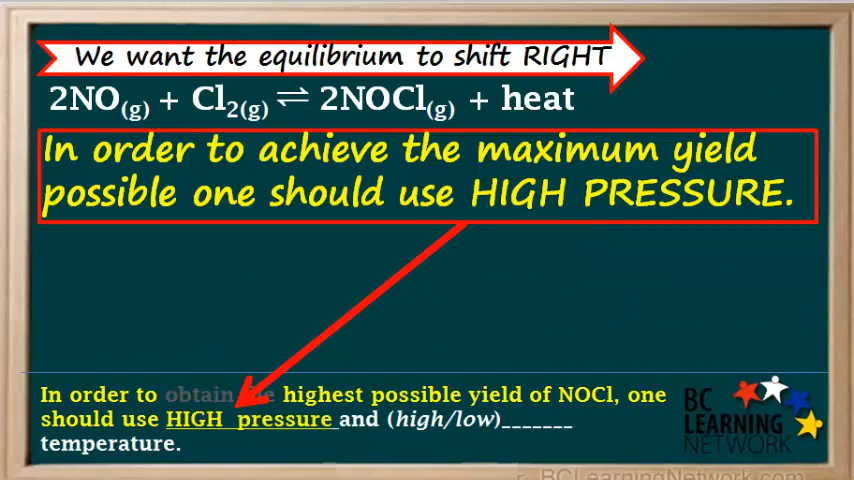 We want the equilibrium to shift RIGHT
2NO(g) + Cl2(g) ⇌ 2NOCl(g) + heat
In order to achieve the maximum yield
possible one should use HIGH PRESSURE.
In order to obtain the highest possible yield of NOCl, one
should use HIGH pressure and (high/low)_______
temperature.
BC
LEARNING
NETWORK
BCLearningNetwork.com